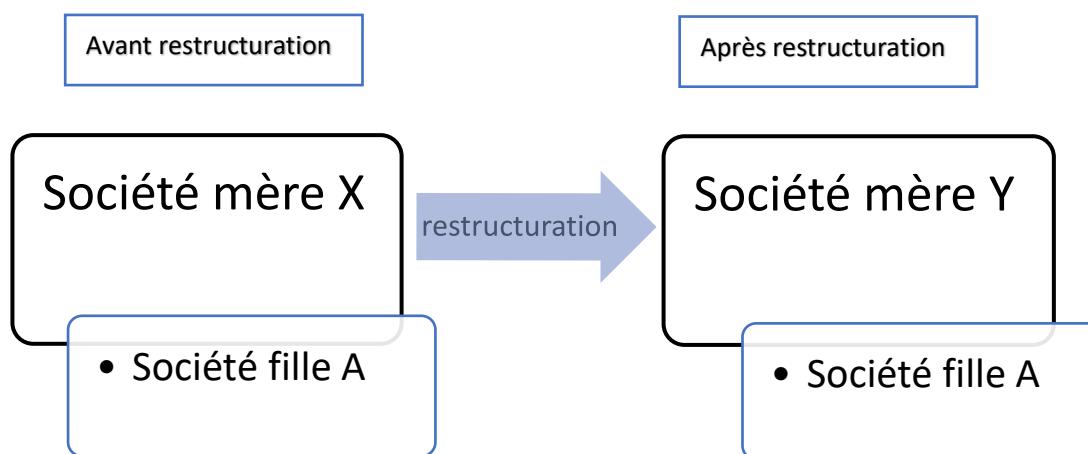 Avant restructuration
Après restructuration
Société mère X
restructuration
Société mère Y
• Société fille A
• Société fille A